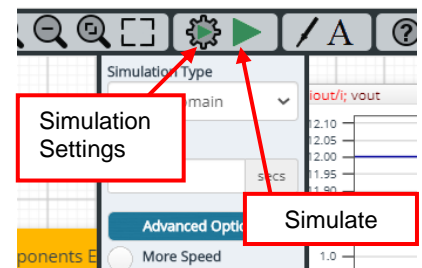 A
Simulation Type
main
iout/i; vout
Simulation
Settings
12.10
12.05
12.00
11.95
11.90
secs
Simulate
Advanced Optio
ponents E
More Speed
1.0